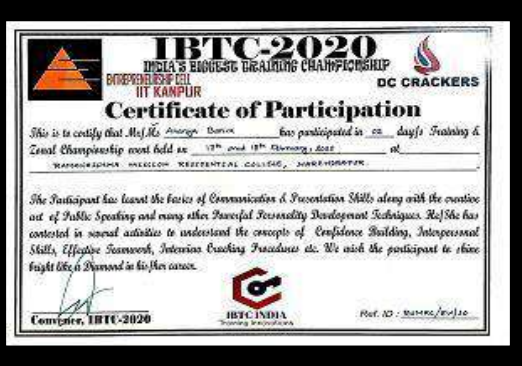 IBTC-2020
INDIA'S BIGGEST TRAINING CHAMPIONSHIP
ENTREPRENEURSHIP CELL
IIT KANPUR
DC CRACKERS
Certificate of Participation
This is to certify that Mr/Ms Ananya Banik has participated in 02 day/s Training &
Zonal Championship event held on 17th and 18th February, 2020 at
RAMAKRISHNA MISSION RESIDENTIAL COLLEGE, NARENDRAPUR
The Participant has learnt the basics of Communication & Presentation Skills along with the creative
art of Public Speaking and many other Powerful Personality Development Techniques. He/She has
contested in several activities to understand the concepts of Confidence Building, Interpersonal
Skills, Effective Teamwork, Interview Cracking Procedures etc. We wish the participant to shine
bright like a Diamond in his/her career.
Convener, IBTC-2020
IBTC INDIA
Training Innovations
Ref. ID :